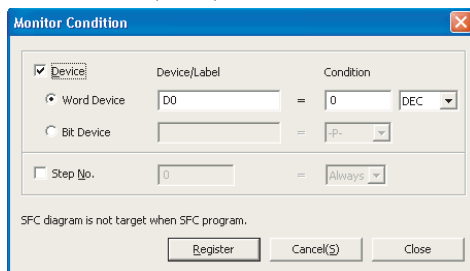 Monitor Condition
Device Device/Label Condition
Word Device D0 = 0 DEC
Bit Device = -P-
Step No. 0 = Always
SFC diagram is not target when SFC program.
Register Cancel(S) Close